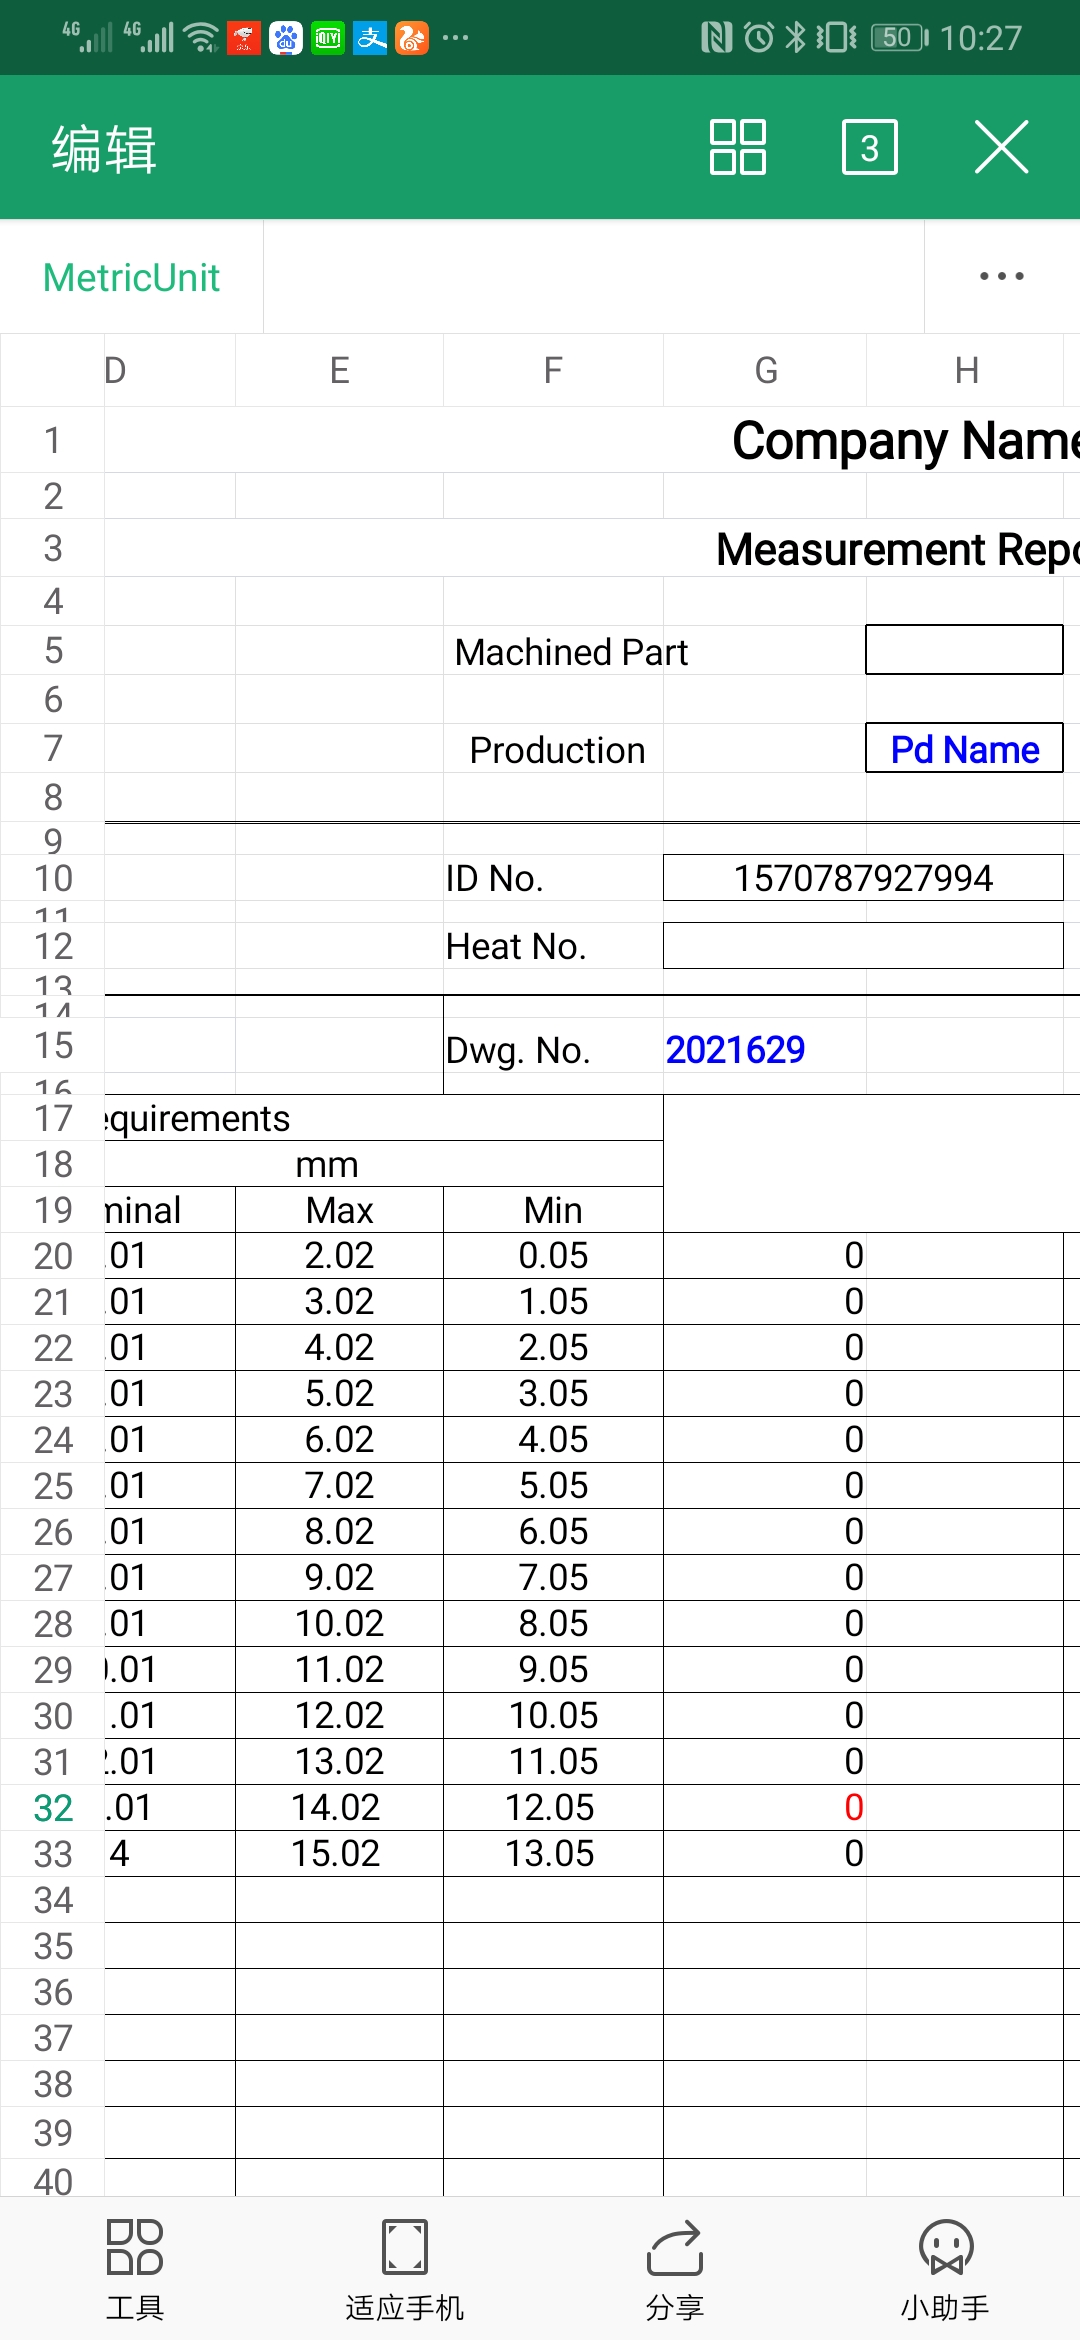 4G 4G 50 10:27
编辑 3
MetricUnit
D E F G H
1 Company Name
2
3 Measurement Repo
4
5 Machined Part
6
7 Production Pd Name
8
9
10 ID No. 1570787927994
11
12 Heat No.
13
14
15 Dwg. No. 2021629
16
17 equirements
18 mm
19 minal Max Min
20 .01 2.02 0.05 0
21 .01 3.02 1.05 0
22 .01 4.02 2.05 0
23 .01 5.02 3.05 0
24 .01 6.02 4.05 0
25 .01 7.02 5.05 0
26 .01 8.02 6.05 0
27 .01 9.02 7.05 0
28 .01 10.02 8.05 0
29 0.01 11.02 9.05 0
30 .01 12.02 10.05 0
31 2.01 13.02 11.05 0
32 .01 14.02 12.05 0
33 4 15.02 13.05 0
34
35
36
37
38
39
40
工具 适应手机 分享 小助手